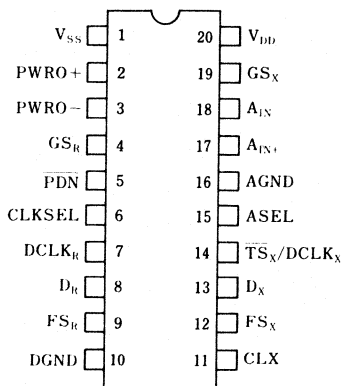 V_SS 1 20 V_DD
PWRO+ 2 19 GS_X
PWRO− 3 18 A_IN
GS_R 4 17 A_IN+
P̅D̅N̅ 5 16 AGND
CLKSEL 6 15 ASEL
DCLK_R 7 14 T̅S̅_X/DCLK_X
D_R 8 13 D_X
FS_R 9 12 FS_X
DGND 10 11 CLX